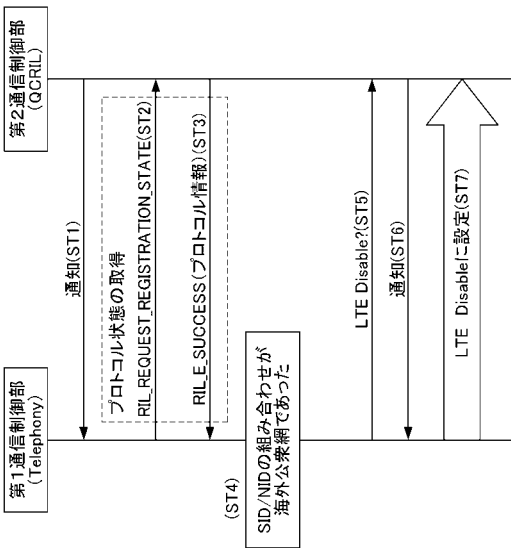 第1通信制御部
(Telephony)
第2通信制御部
(QCRIL)
通知(ST1)
プロトコル状態の取得
RIL_REQUEST_REGISTRATION_STATE(ST2)
RIL_E_SUCCESS(プロトコル情報)(ST3)
(ST4)
SID/NIDの組み合わせが
海外公衆網であった
LTE Disable?(ST5)
通知(ST6)
LTE Disableに設定(ST7)